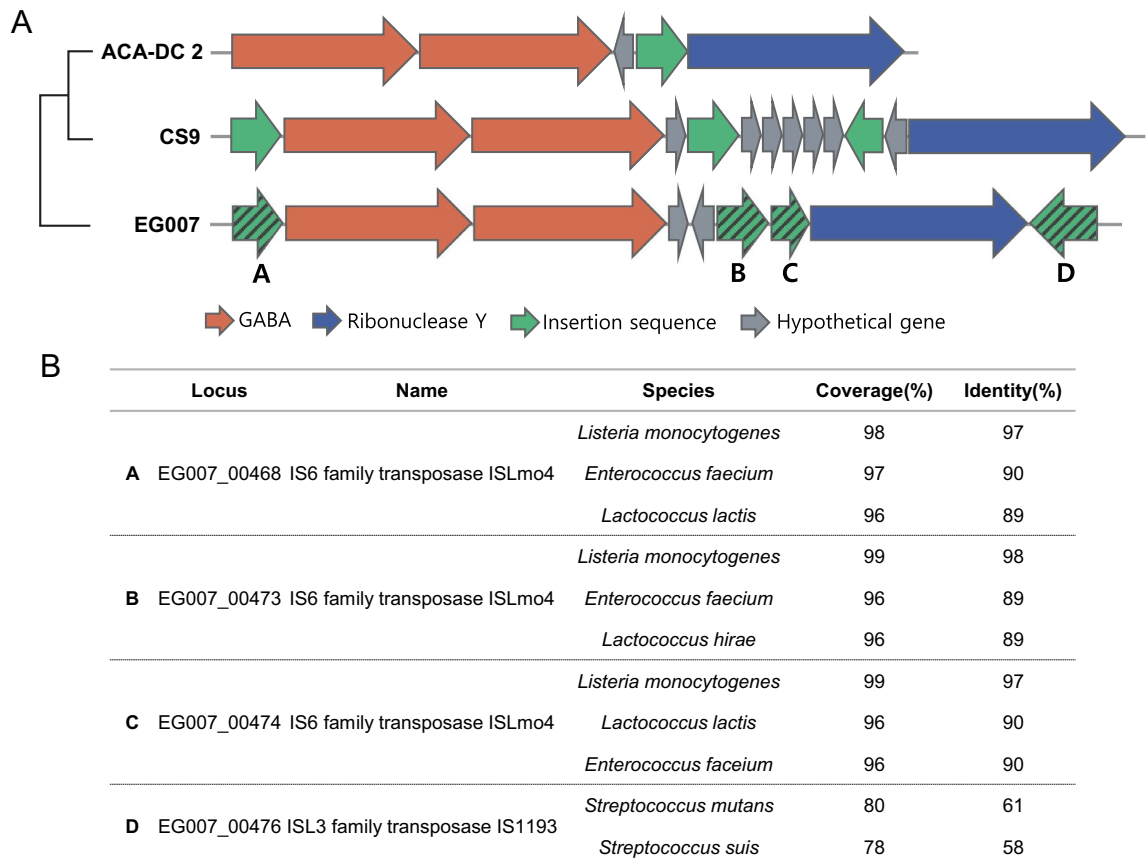 A
ACA-DC 2
CS9
EG007
A B C D
GABA Ribonuclease Y Insertion sequence Hypothetical gene
B
Locus Name Species Coverage(%) Identity(%)
Listeria monocytogenes 98 97
A EG007_00468 IS6 family transposase ISLmo4 Enterococcus faecium 97 90
Lactococcus lactis 96 89
Listeria monocytogenes 99 98
B EG007_00473 IS6 family transposase ISLmo4 Enterococcus faecium 96 89
Lactococcus hirae 96 89
Listeria monocytogenes 99 97
C EG007_00474 IS6 family transposase ISLmo4 Lactococcus lactis 96 90
Enterococcus faceium 96 90
Streptococcus mutans 80 61
D EG007_00476 ISL3 family transposase IS1193
Streptococcus suis 78 58